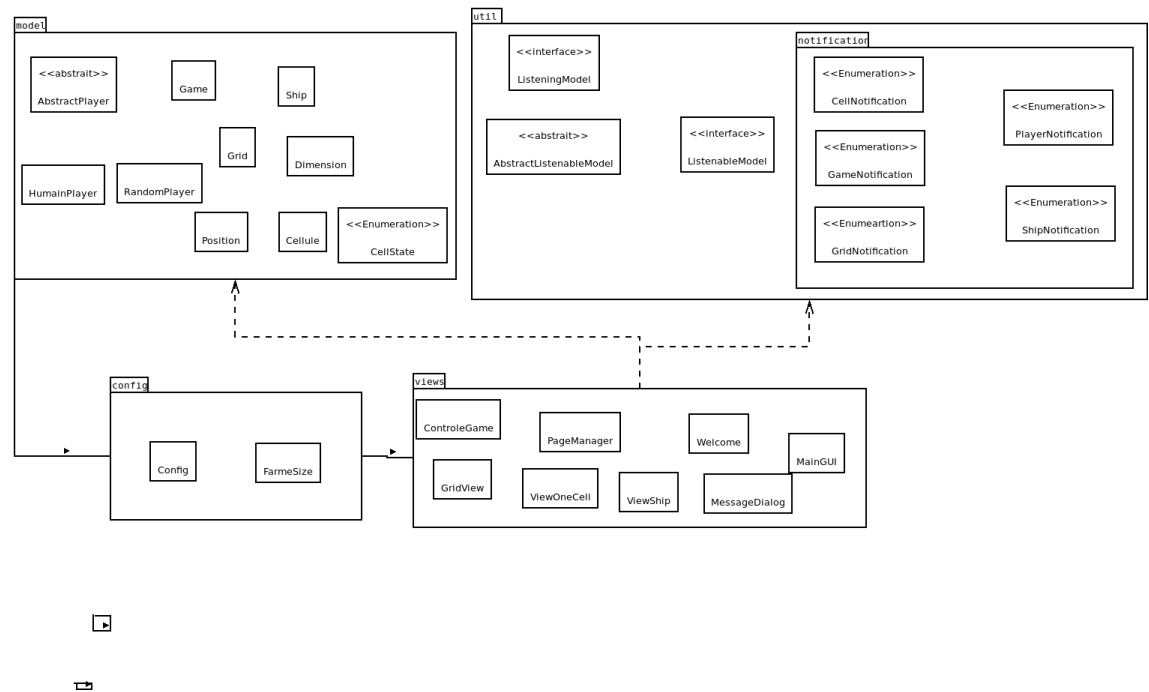 model
<<abstrait>>
AbstractPlayer
Game
Ship
Grid
Dimension
HumainPlayer
RandomPlayer
Position
Cellule
<<Enumeration>>
CellState
util
<<interface>>
ListeningModel
<<abstrait>>
AbstractListenableModel
<<interface>>
ListenableModel
notification
<<Enumeration>>
CellNotification
<<Enumeration>>
PlayerNotification
<<Enumeration>>
GameNotification
<<Enumeration>>
ShipNotification
<<Enumeartion>>
GridNotification
config
Config
FarmeSize
views
ControleGame
PageManager
Welcome
MainGUI
GridView
ViewOneCell
ViewShip
MessageDialog